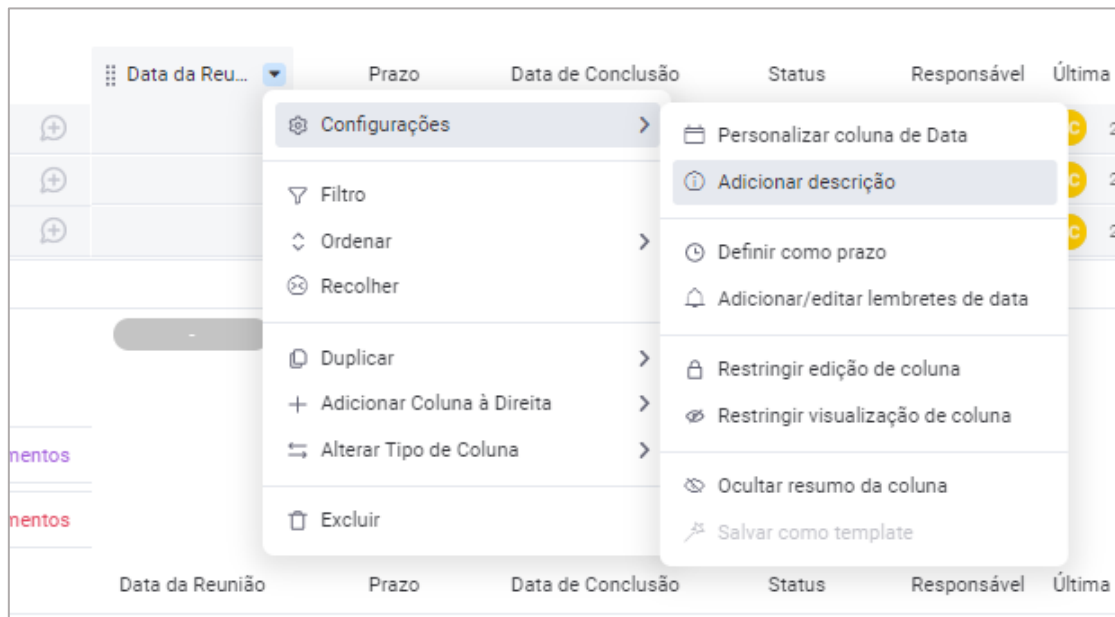 Data da Reu... Prazo Data de Conclusão Status Responsável Última
Configurações
Filtro
Ordenar
Recolher
Duplicar
Adicionar Coluna à Direita
Alterar Tipo de Coluna
Excluir
Personalizar coluna de Data
Adicionar descrição
Definir como prazo
Adicionar/editar lembretes de data
Restringir edição de coluna
Restringir visualização de coluna
Ocultar resumo da coluna
Salvar como template
C 2
C 2
C 2
-
mentos
mentos
Data da Reunião Prazo Data de Conclusão Status Responsável Última